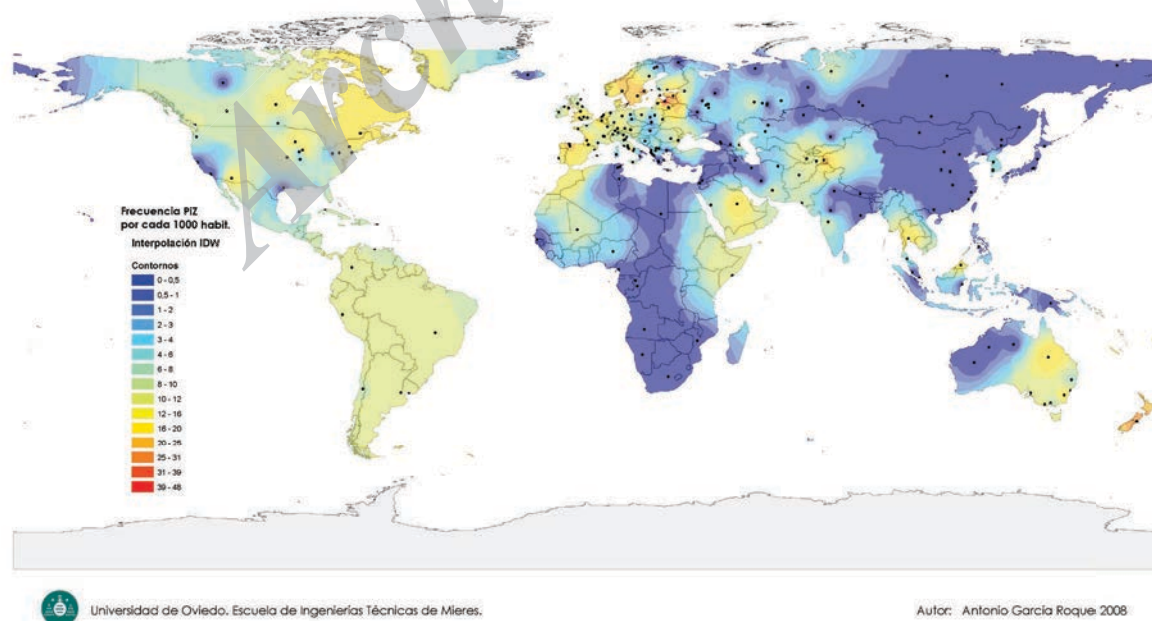 Arch
Frecuencia PiZ
por cada 1000 habit.
Interpolación IDW
Contornos
0 - 0,5
0,5 - 1
1 - 2
2 - 3
3 - 4
4 - 6
6 - 8
8 - 10
10 - 12
12 - 16
16 - 20
20 - 25
25 - 31
31 - 39
39 - 48
Universidad de Oviedo. Escuela de Ingenierías Técnicas de Mieres.
Autor: Antonio García Roque 2008